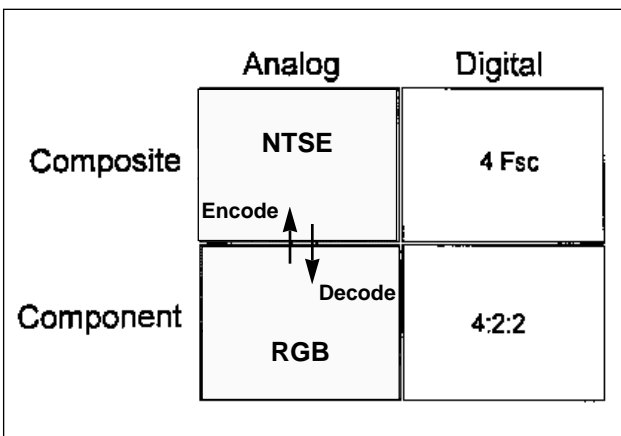 Analog Digital
Composite NTSE 4 Fsc
Encode
Decode
Component 4:2:2
RGB